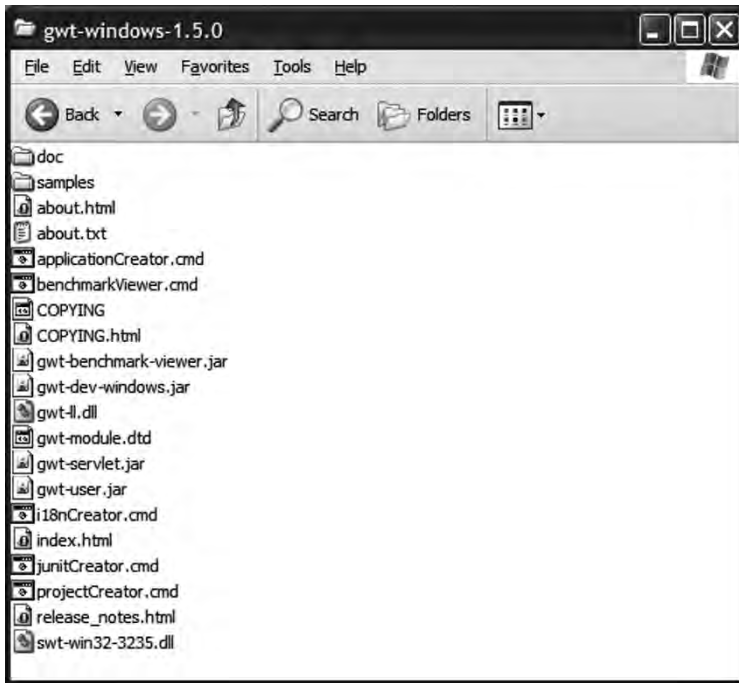 gwt-windows-1.5.0
File Edit View Favorites Tools Help
Back Search Folders
doc
samples
about.html
about.txt
applicationCreator.cmd
benchmarkViewer.cmd
COPYING
COPYING.html
gwt-benchmark-viewer.jar
gwt-dev-windows.jar
gwt-ll.dll
gwt-module.dtd
gwt-servlet.jar
gwt-user.jar
i18nCreator.cmd
index.html
junitCreator.cmd
projectCreator.cmd
release_notes.html
swt-win32-3235.dll